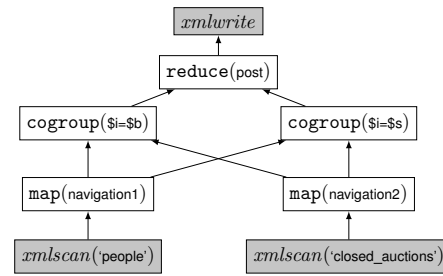 xmlwrite
reduce(post)
cogroup($i=$b) cogroup($i=$s)
map(navigation1) map(navigation2)
xmlscan(‘people’) xmlscan(‘closed_auctions’)